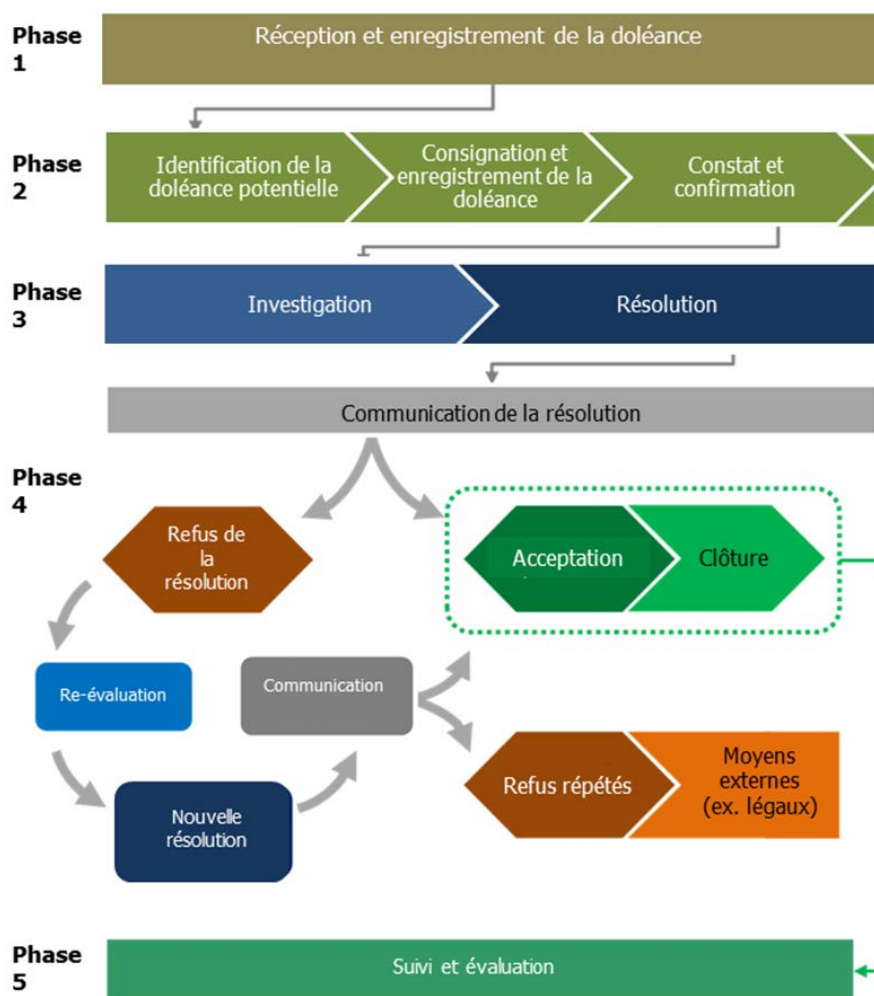 Phase
1
Réception et enregistrement de la doléance
Phase
2
Identification de la
doléance potentielle
Consignation et
enregistrement de la
doléance
Constat et
confirmation
Phase
3
Investigation
Résolution
Communication de la résolution
Phase
4
Refus de
la
résolution
Acceptation
Clôture
Re-évaluation
Communication
Nouvelle
résolution
Refus répétés
Moyens
externes
(ex. légaux)
Phase
5
Suivi et évaluation